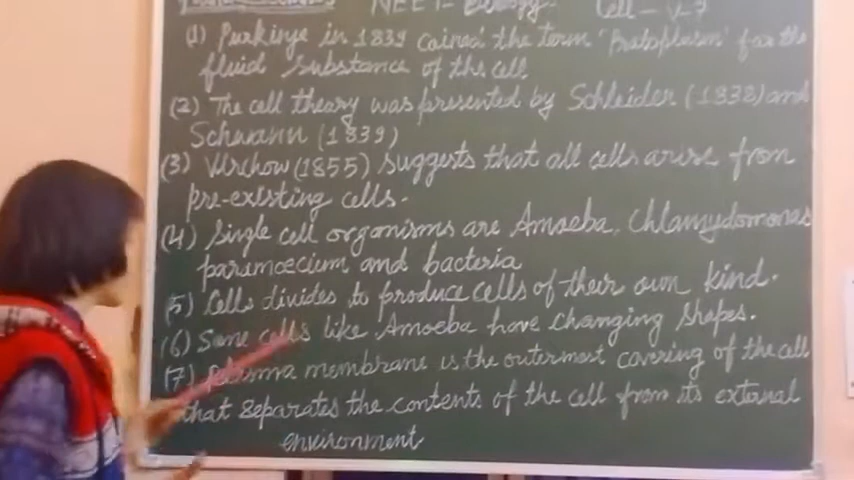 NEET- Biology. Cell - V-7
(1) Purkinje in 1839 coined the term 'Protoplasm' for the
fluid substance of the cell
(2) The cell theory was presented by Schleider (1838) and
Schwann (1839)
(3) Virchow (1855) suggests that all cells arise from
pre-existing cells.
(4) Single cell organisms are Amoeba, Chlamydomonas
paramoecium and bacteria
(5) Cells divides to produce cells of their own kind.
(6) Some cells like Amoeba have changing shapes.
(7) Plasma membrane is the outermost covering of the cell
that separates the contents of the cell from its external
environment